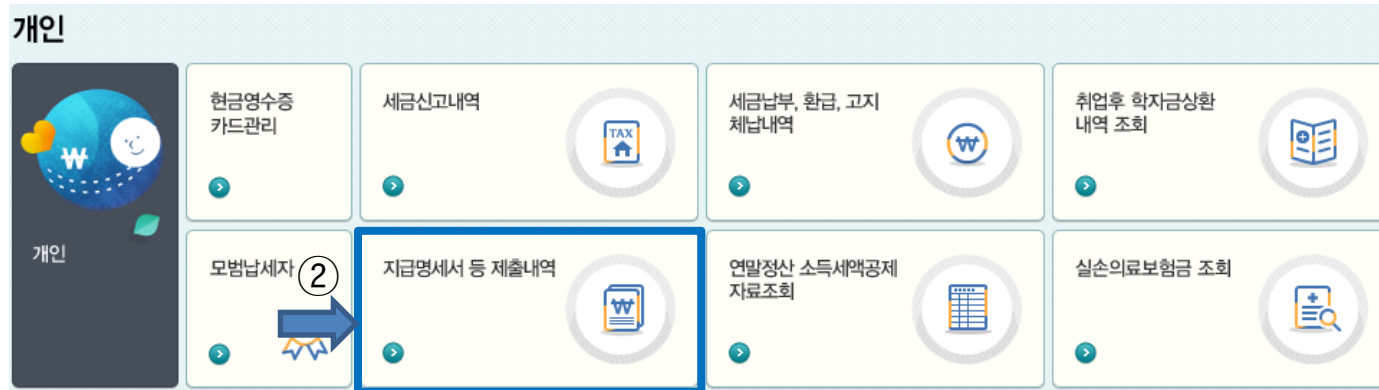 개인
현금영수증
카드관리
세금신고내역
TAX
세금납부, 환급, 고지
체납내역
₩
취업후 학자금상환
내역 조회
₩
개인
모범납세자
②
지급명세서 등 제출내역
₩
연말정산 소득세액공제
자료조회
실손의료보험금 조회